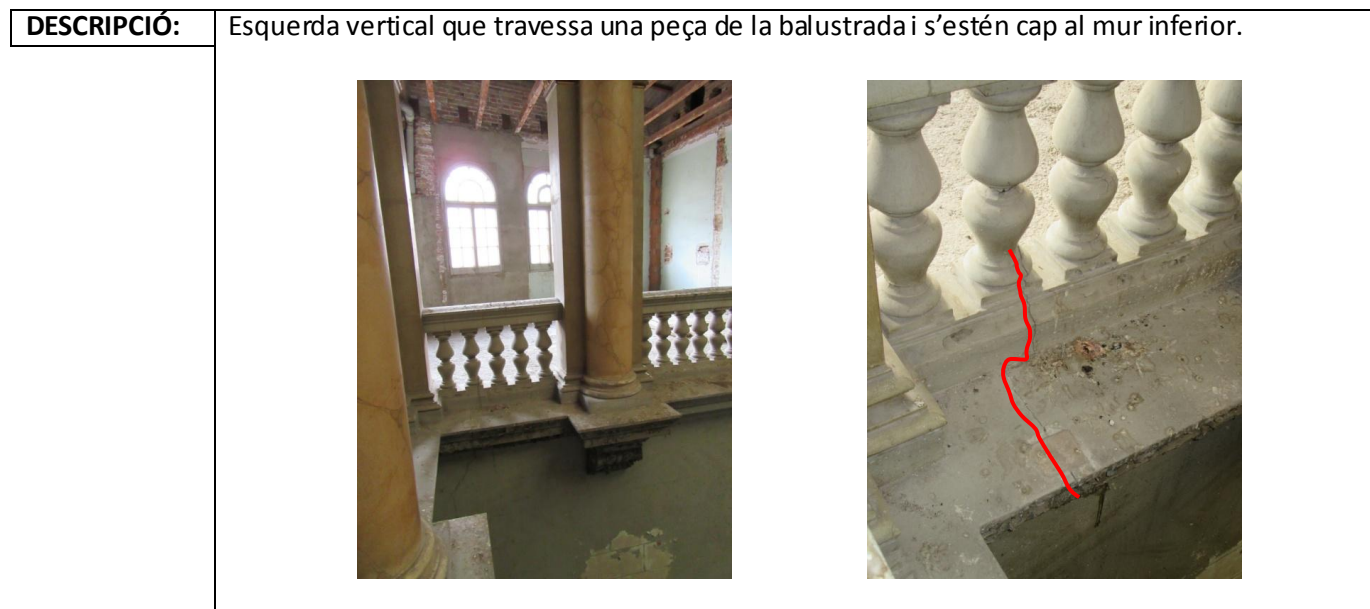 DESCRIPCIÓ:
Esquerda vertical que travessa una peça de la balustrada i s’estén cap al mur inferior.